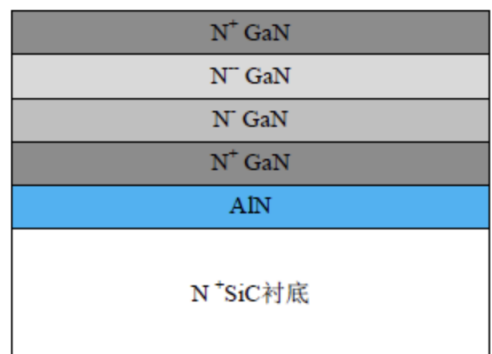 N⁺ GaN
N⁻⁻ GaN
N⁻ GaN
N⁺ GaN
AlN
N ⁺SiC衬底